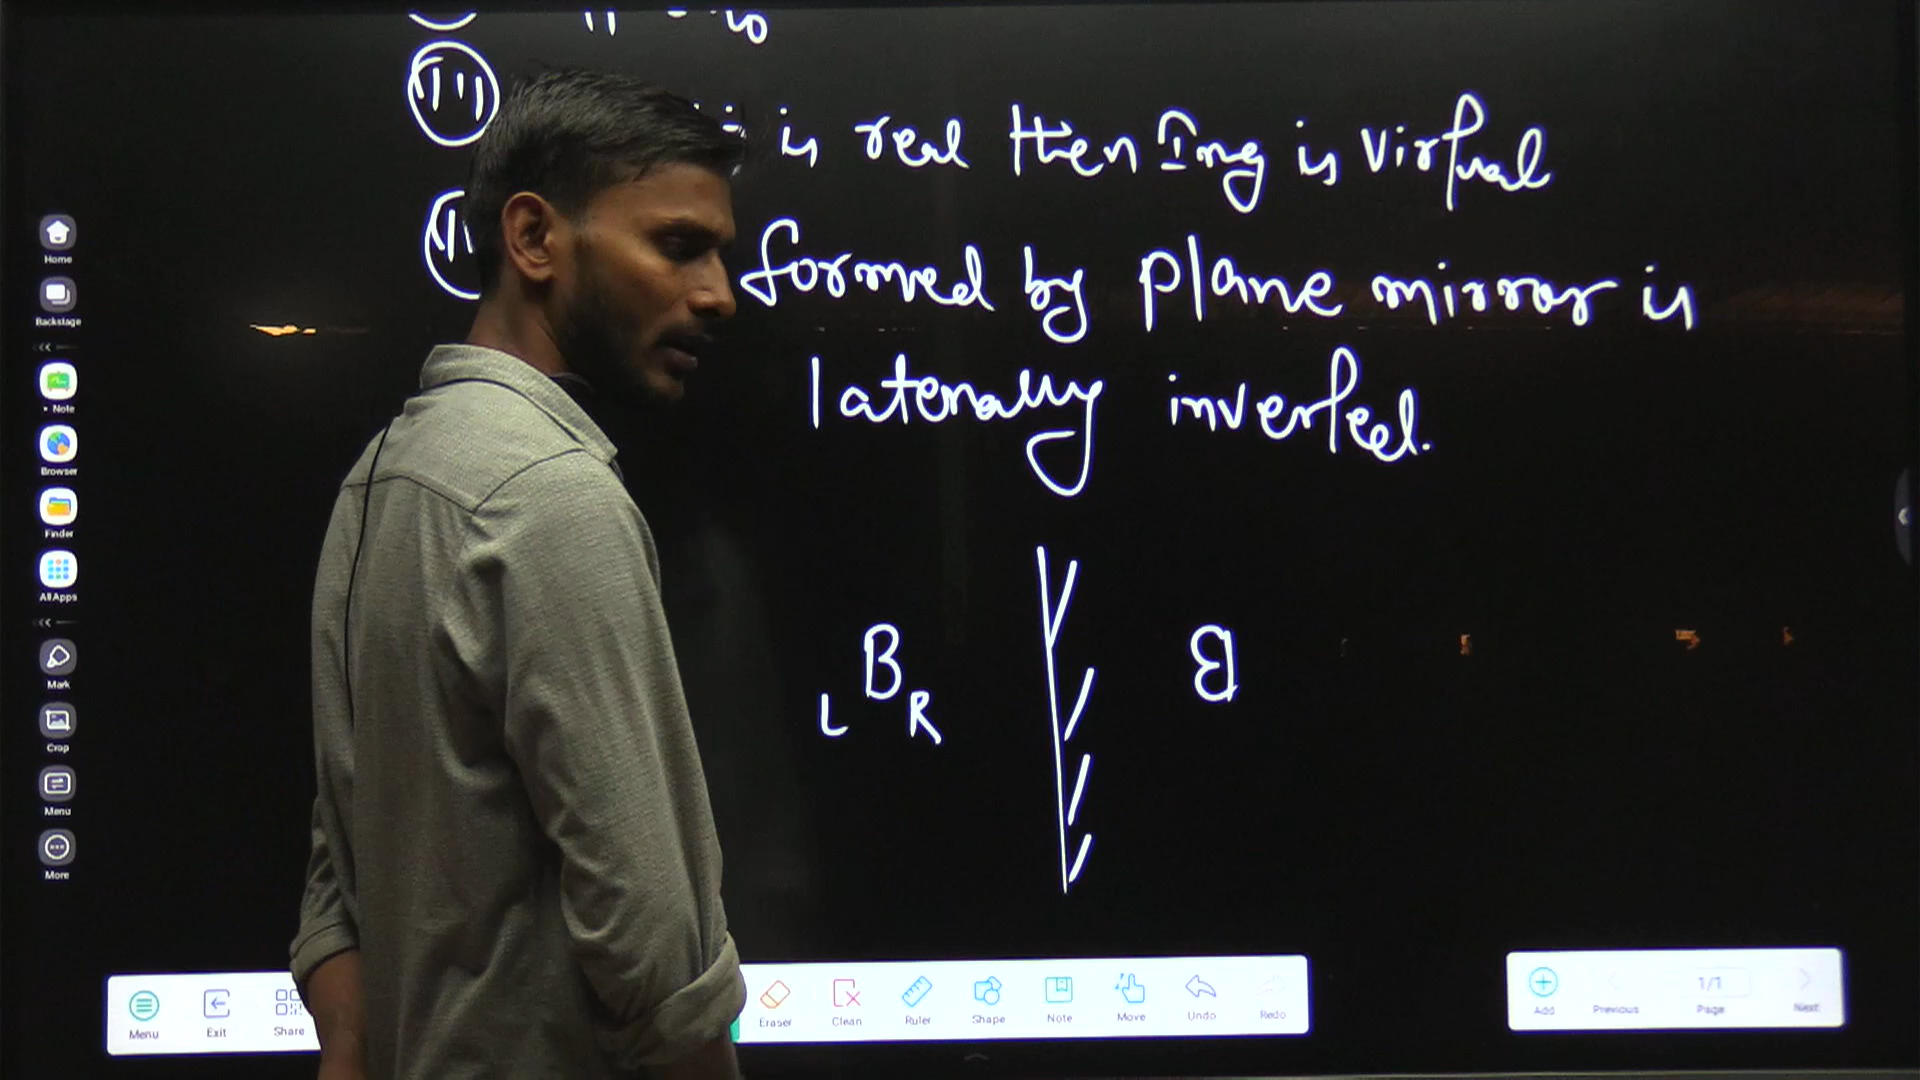 is real then Img is virtual
formed by plane mirror is
laterally inverted.
B
L R
Home
Backstage
Note
Browser
Finder
All Apps
Mark
Crop
Menu
More
Menu Exit Share Eraser Clean Ruler Shape Note Move Undo Redo
Add Previous 1/1 Page Next